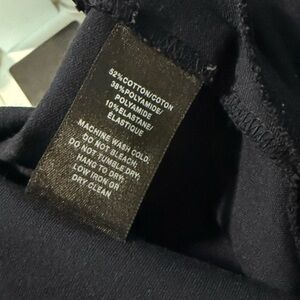 52%COTTON/COTON
38%POLYAMIDE/
POLYAMIDE
10%ELASTANE/
ELASTIQUE
MACHINE WASH COLD;
DO NOT BLEACH;
DO NOT TUMBLE DRY;
HANG TO DRY;
LOW IRON OR
DRY CLEAN